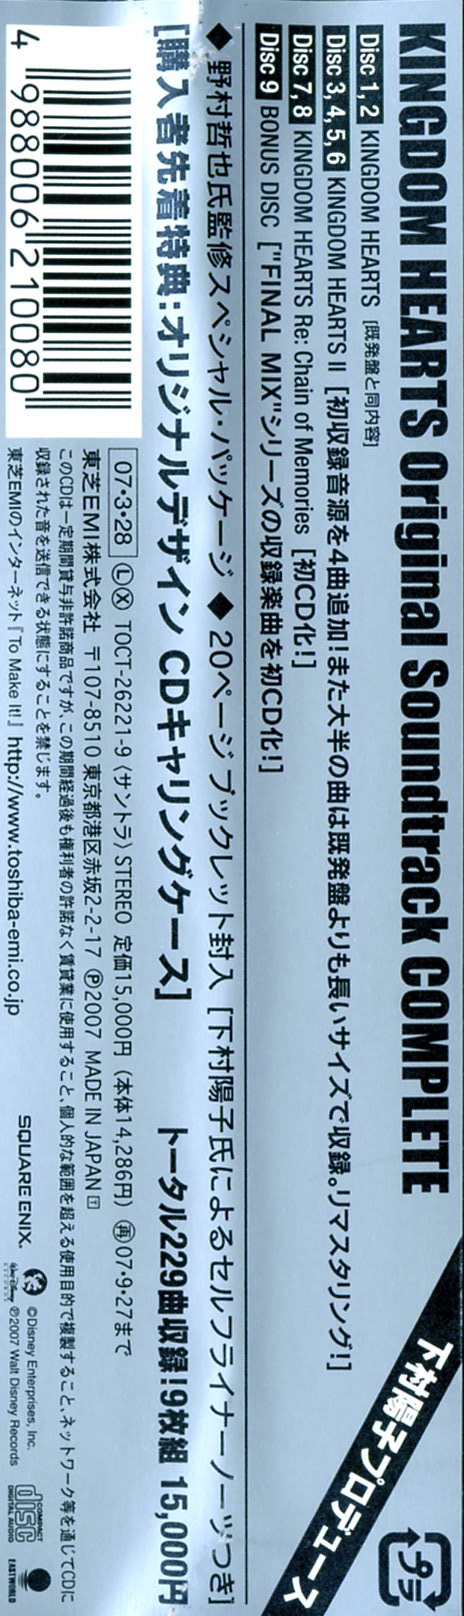 KINGDOM HEARTS Original Soundtrack COMPLETE
Disc 1, 2 KINGDOM HEARTS [既発盤と同内容]
Disc 3, 4, 5, 6 KINGDOM HEARTS II [初収録音源を4曲追加!また大半の曲は既発盤よりも長いサイズで収録。リマスタリング!]
Disc 7, 8 KINGDOM HEARTS Re: Chain of Memories [初CD化!]
Disc 9 BONUS DISC ["FINAL MIX"シリーズの収録楽曲を初CD化!]
下村陽子プロデュース
プラ
◆ 野村哲也氏監修スペシャル・パッケージ ◆ 20ページブックレット封入 [下村陽子氏によるセルフライナーノーツつき]
[購入者先着特典:オリジナルデザイン CDキャリングケース] トータル229曲収録!9枚組 15,000円
07・3・28 Ⓛ Ⓧ TOCT-26221-9 〈サントラ〉 STEREO 定価15,000円 (本体14,286円) ㊢07・9・27まで
東芝EMI株式会社 〒107-8510 東京都港区赤坂2-2-17 Ⓟ2007 MADE IN JAPAN T
このCDは一定期間貸与非許諾商品ですが、この期間経過後も権利者の許諾なく賃貸業に使用すること、個人的な範囲を超える使用目的で複製すること、ネットワーク等を通じてCDに
収録された音を送信できる状態にすることを禁じます。
東芝EMIのインターネット『To Make It!』 http://www.toshiba-emi.co.jp
4 988006 210080
SQUARE ENIX.
©Disney Enterprises, Inc.
Walt Disney RECORDS
Ⓟ2007 Walt Disney Records
COMPACT disc DIGITAL AUDIO
EASTWORLD